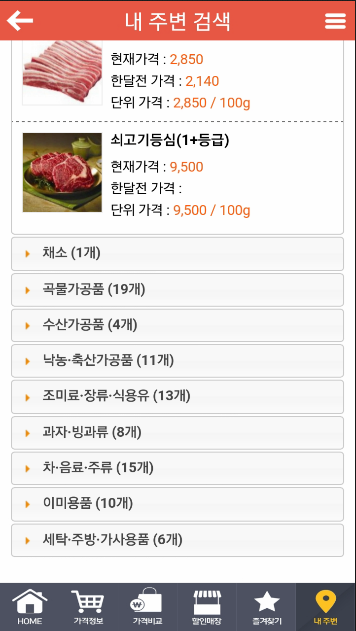 내 주변 검색
현재가격 : 2,850
한달전 가격 : 2,140
단위 가격 : 2,850 / 100g
쇠고기등심(1+등급)
현재가격 : 9,500
한달전 가격 :
단위 가격 : 9,500 / 100g
채소 (1개)
곡물가공품 (19개)
수산가공품 (4개)
낙농·축산가공품 (11개)
조미료·장류·식용유 (13개)
과자·빙과류 (8개)
차·음료·주류 (15개)
이미용품 (10개)
세탁·주방·가사용품 (6개)
HOME 가격정보 가격비교 할인매장 즐겨찾기 내 주변